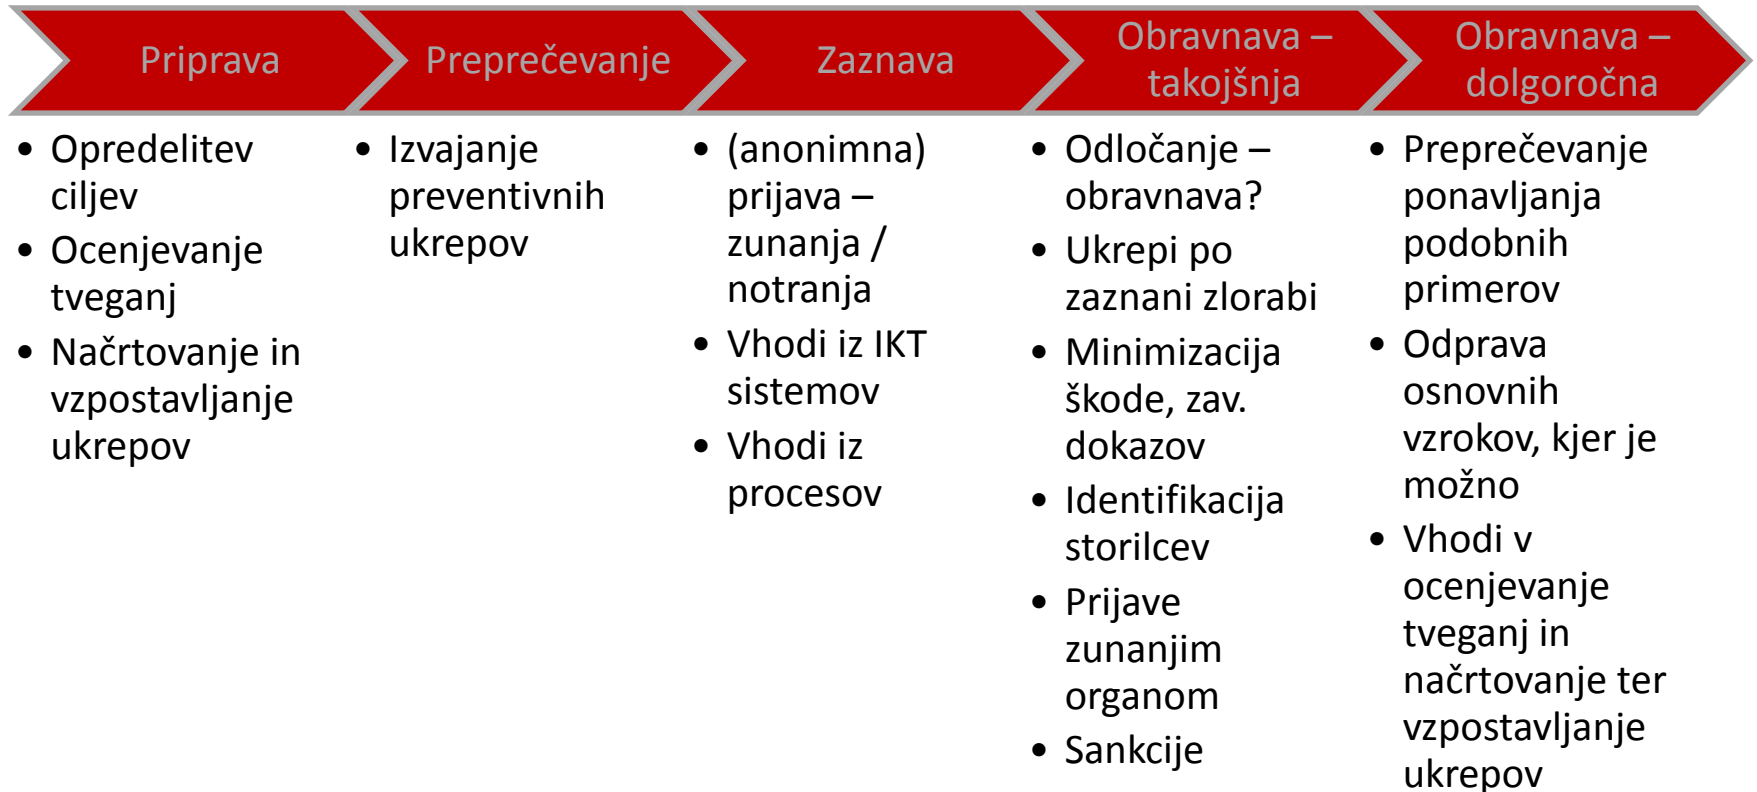 Priprava
Preprečevanje
Zaznava
Obravnava –
takojšnja
Obravnava –
dolgoročna
• Opredelitev
ciljev
• Ocenjevanje
tveganj
• Načrtovanje in
vzpostavljanje
ukrepov
• Izvajanje
preventivnih
ukrepov
• (anonimna)
prijava –
zunanja /
notranja
• Vhodi iz IKT
sistemov
• Vhodi iz
procesov
• Odločanje –
obravnava?
• Ukrepi po
zaznani zlorabi
• Minimizacija
škode, zav.
dokazov
• Identifikacija
storilcev
• Prijave
zunanjim
organom
• Sankcije
• Preprečevanje
ponavljanja
podobnih
primerov
• Odprava
osnovnih
vzrokov, kjer je
možno
• Vhodi v
ocenjevanje
tveganj in
načrtovanje ter
vzpostavljanje
ukrepov